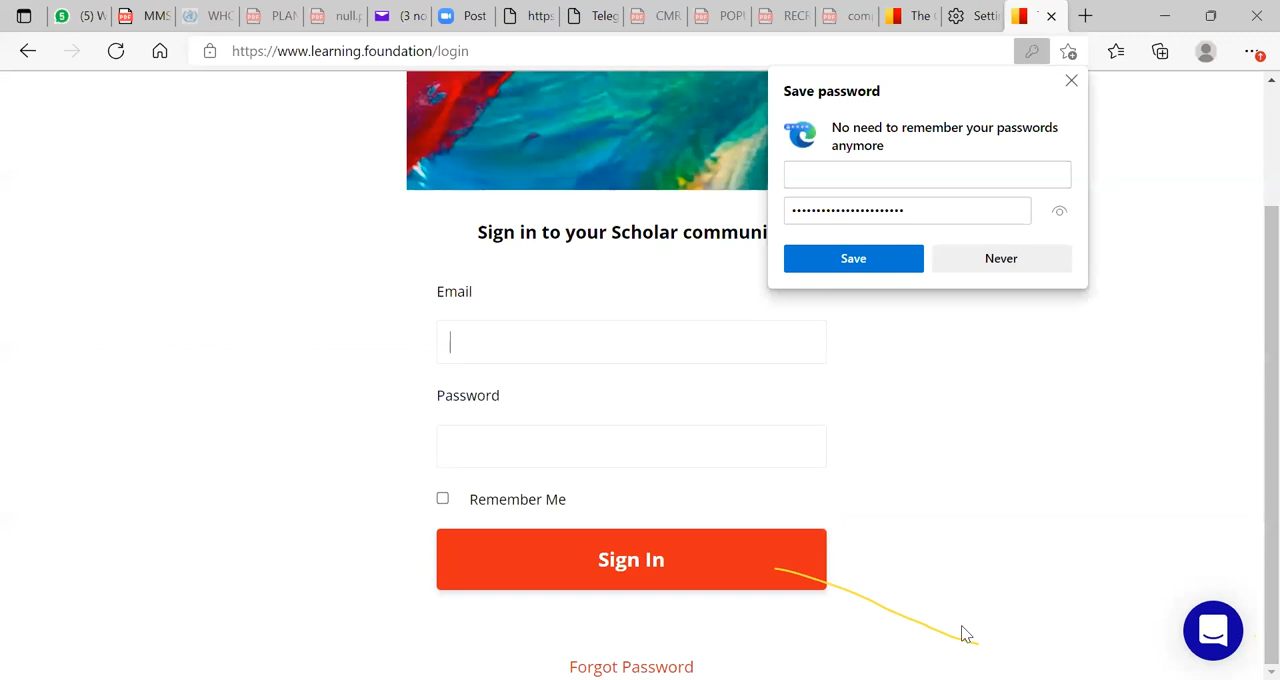 (5) W
MMS
WHO
PLAN
null.p
(3 no
Post
https
Teleg
CMR
POPU
RECR
com
The
Setti
https://www.learning.foundation/login
Save password
No need to remember your passwords
anymore
•••••••••••••••••••••••
Save
Never
Sign in to your Scholar communi
Email
Password
Remember Me
Sign In
Forgot Password